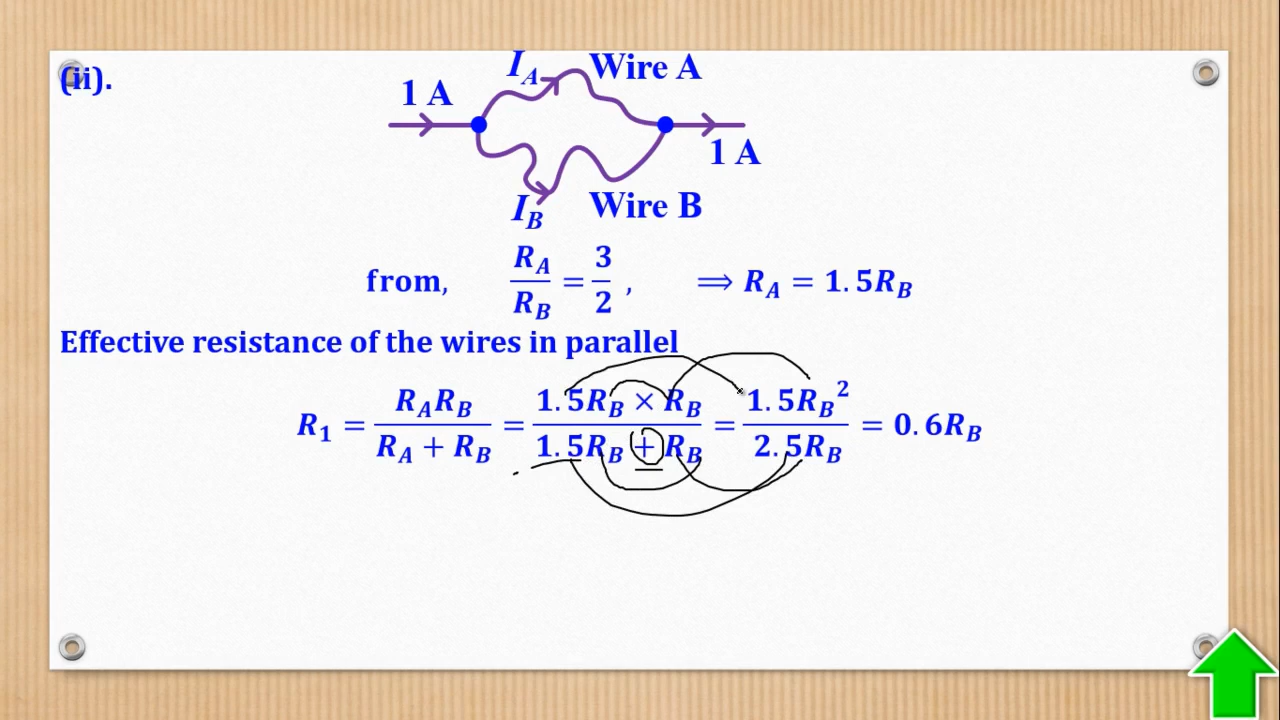 (ii).
I_A
Wire A
1 A
1 A
I_B
Wire B
from, R_A/R_B = 3/2 , ⟹ R_A = 1.5R_B
Effective resistance of the wires in parallel
R_1 = R_A R_B/(R_A + R_B) = (1.5R_B × R_B)/(1.5R_B + R_B) = 1.5R_B²/2.5R_B = 0.6R_B